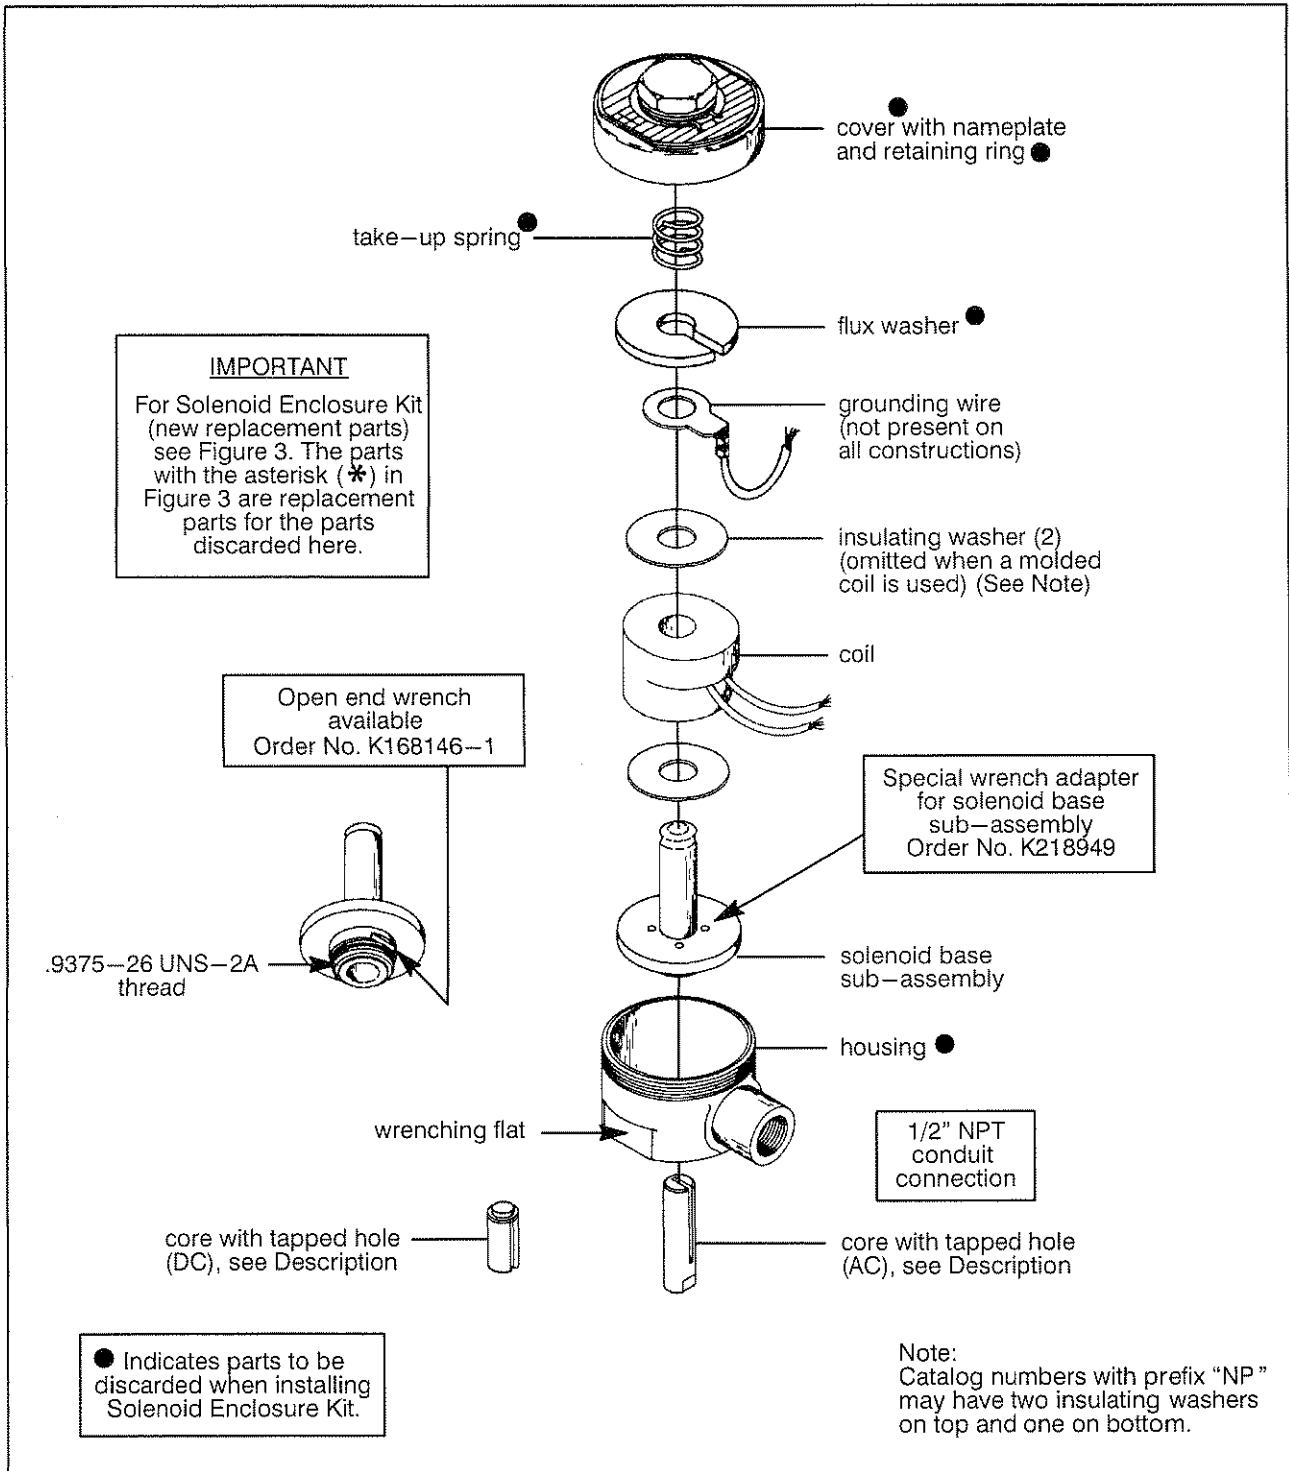 cover with nameplate
and retaining ring ●
take–up spring ●
flux washer ●
IMPORTANT
For Solenoid Enclosure Kit
(new replacement parts)
see Figure 3. The parts
with the asterisk (*) in
Figure 3 are replacement
parts for the parts
discarded here.
grounding wire
(not present on
all constructions)
insulating washer (2)
(omitted when a molded
coil is used) (See Note)
coil
Open end wrench
available
Order No. K168146–1
Special wrench adapter
for solenoid base
sub–assembly
Order No. K218949
.9375–26 UNS–2A
thread
solenoid base
sub–assembly
housing ●
wrenching flat
1/2" NPT
conduit
connection
core with tapped hole
(DC), see Description
core with tapped hole
(AC), see Description
● Indicates parts to be
discarded when installing
Solenoid Enclosure Kit.
Note:
Catalog numbers with prefix “NP”
may have two insulating washers
on top and one on bottom.